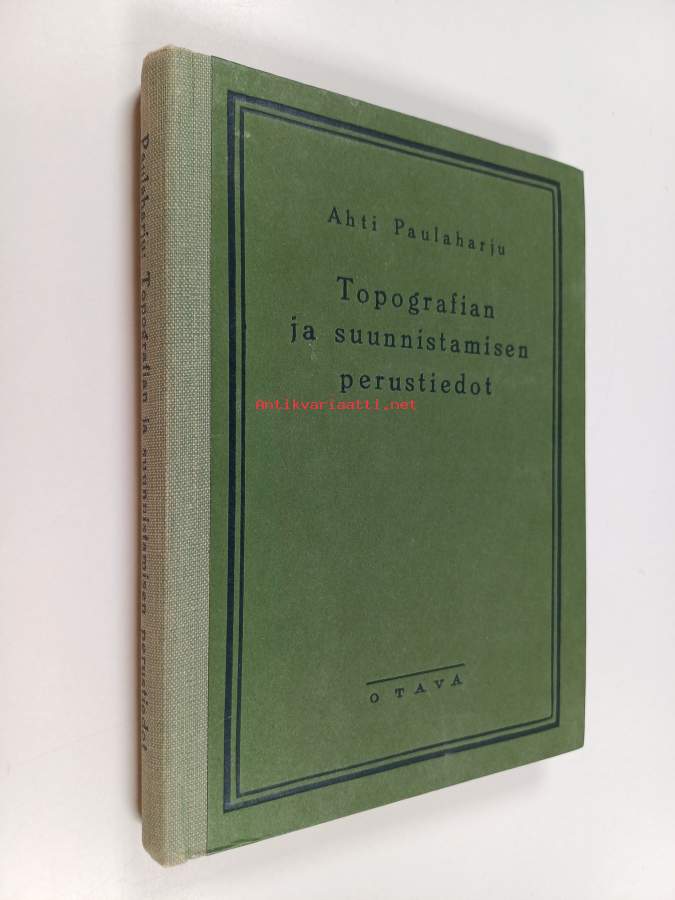 Paulaharju: Topografian ja suunnistamisen perustiedot
Ahti Paulaharju
Topografian
ja suunnistamisen
perustiedot
Antikvariaatti.net
OTAVA